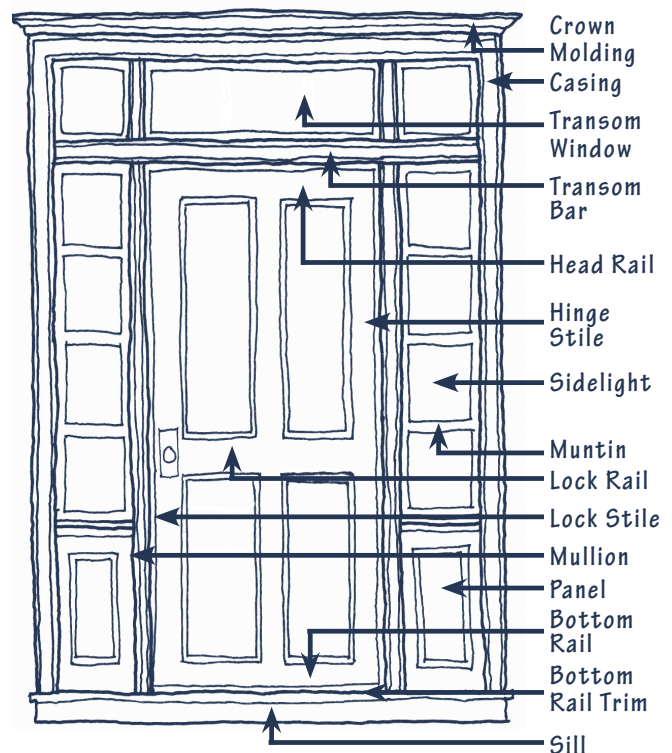 Crown
Molding
Casing
Transom
Window
Transom
Bar
Head Rail
Hinge
Stile
Sidelight
Muntin
Lock Rail
Lock Stile
Mullion
Panel
Bottom
Rail
Bottom
Rail Trim
Sill